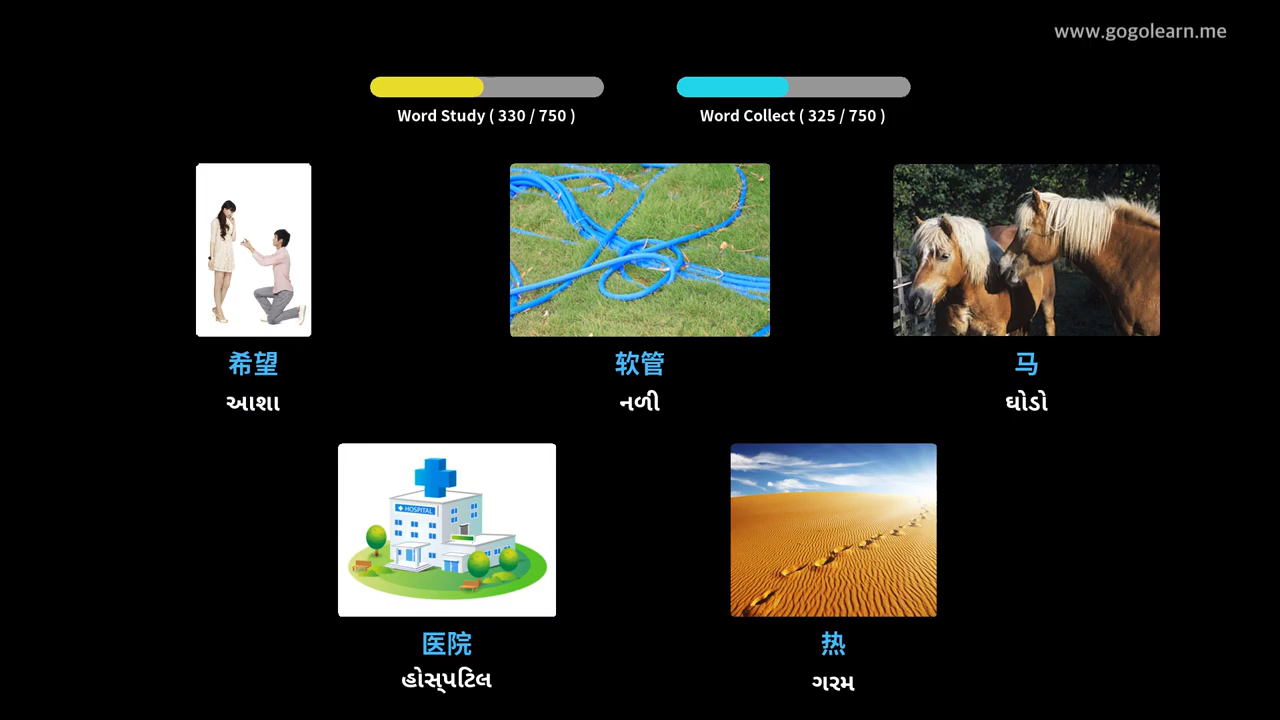 www.gogolearn.me
Word Study ( 330 / 750 )
Word Collect ( 325 / 750 )
希望
આશા
软管
નળી
马
ઘોડો
HOSPITAL
医院
હોસ્પટિલ
热
ગરમ